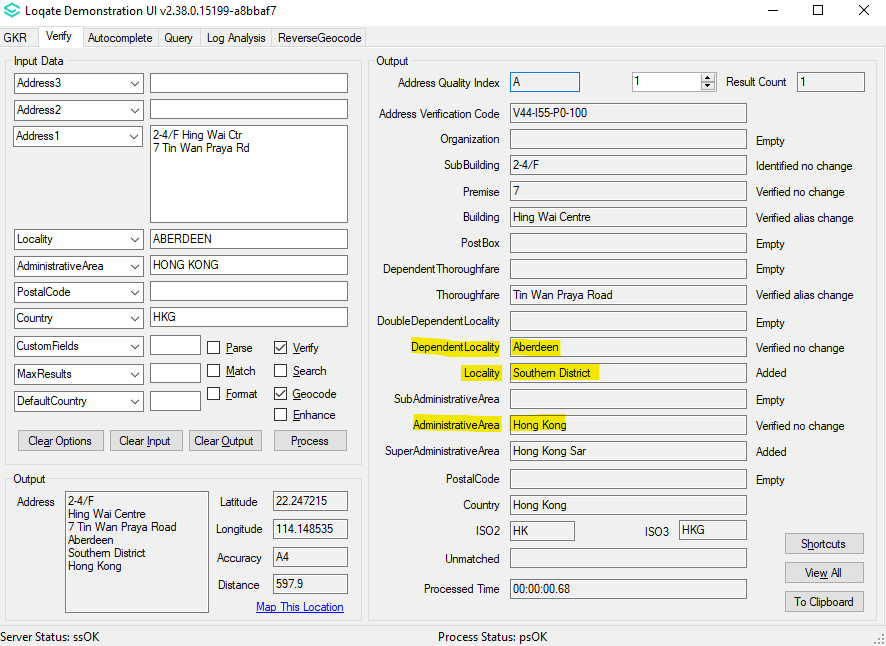 Loqate Demonstration UI v2.38.0.15199-a8bbaf7
GKR Verify Autocomplete Query Log Analysis ReverseGeocode
Input Data
Address3
Address2
Address1
2-4/F Hing Wai Ctr
7 Tin Wan Praya Rd
Locality ABERDEEN
AdministrativeArea HONG KONG
PostalCode
Country HKG
CustomFields Parse Verify
MaxResults Match Search
DefaultCountry Format Geocode
Enhance
Clear Options Clear Input Clear Output Process
Output
Address
2-4/F
Hing Wai Centre
7 Tin Wan Praya Road
Aberdeen
Southern District
Hong Kong
Latitude 22.247215
Longitude 114.148535
Accuracy A4
Distance 597.9
Map This Location
Output
Address Quality Index A 1 Result Count 1
Address Verification Code V44-I55-P0-100
Organization Empty
SubBuilding 2-4/F Identified no change
Premise 7 Verified no change
Building Hing Wai Centre Verified alias change
PostBox Empty
DependentThoroughfare Empty
Thoroughfare Tin Wan Praya Road Verified alias change
DoubleDependentLocality Empty
DependentLocality Aberdeen Verified no change
Locality Southern District Added
SubAdministrativeArea Empty
AdministrativeArea Hong Kong Verified no change
SuperAdministrativeArea Hong Kong Sar Added
PostalCode Empty
Country Hong Kong
ISO2 HK ISO3 HKG
Unmatched
Processed Time 00:00:00.68
Shortcuts
View All
To Clipboard
Server Status: ssOK Process Status: psOK